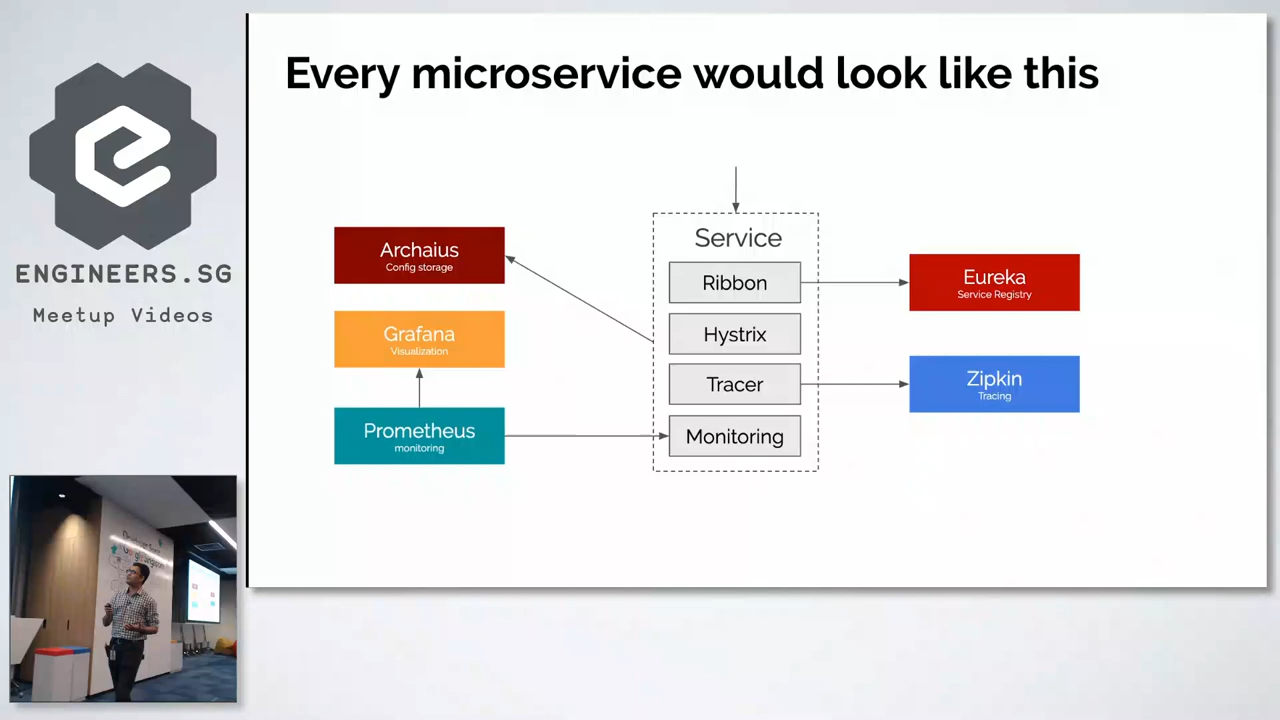 Every microservice would look like this
ENGINEERS.SG
Meetup Videos
Archaius
Config storage
Grafana
Visualization
Prometheus
monitoring
Service
Ribbon
Hystrix
Tracer
Monitoring
Eureka
Service Registry
Zipkin
Tracing